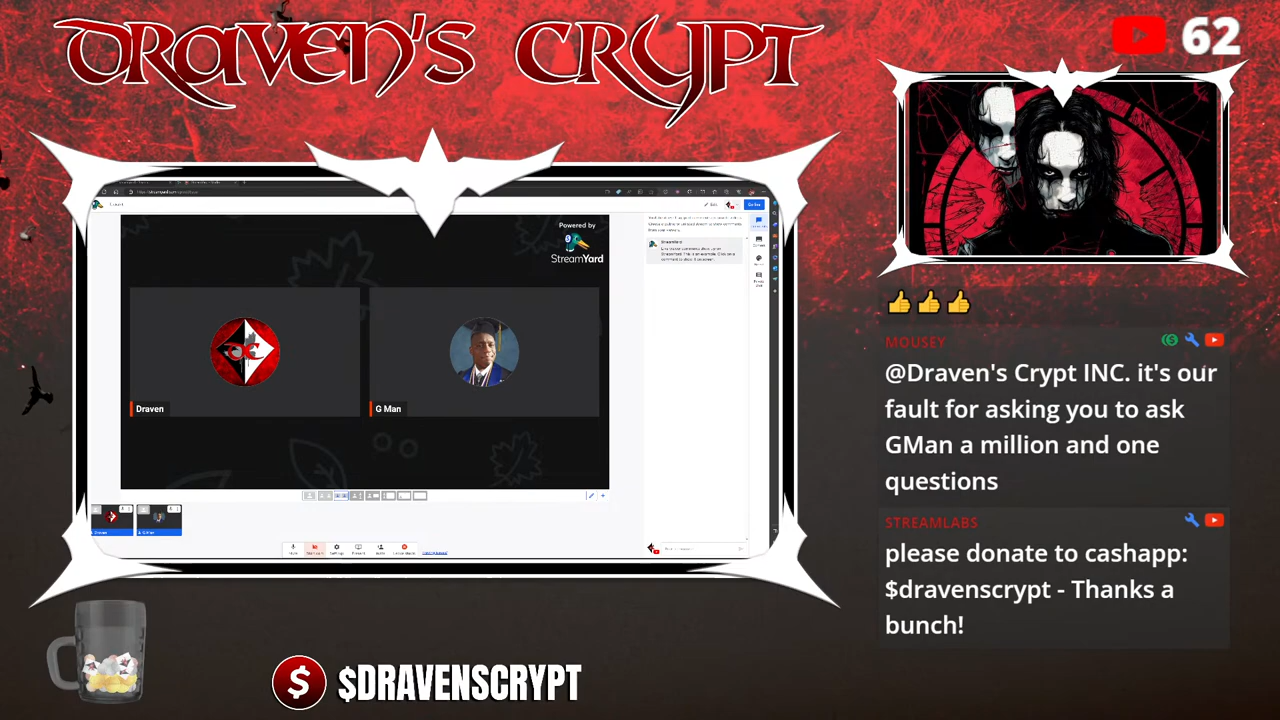 DRAVEN'S CRYPT
62
Powered by
StreamYard
Draven
G Man
👍👍👍
MOUSEY
@Draven's Crypt INC. it's our
fault for asking you to ask
GMan a million and one
questions
STREAMLABS
please donate to cashapp:
$dravenscrypt - Thanks a
bunch!
$ $DRAVENSCRYPT